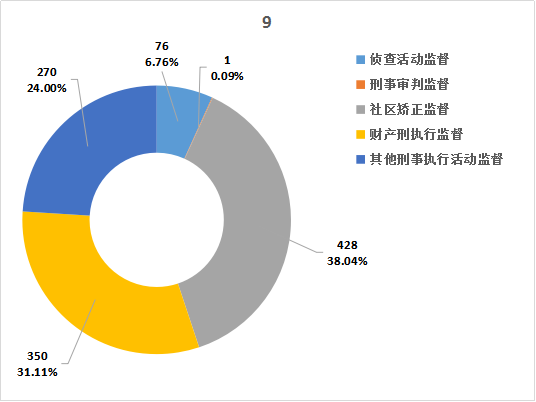 9
76
6.76%
1
0.09%
270
24.00%
428
38.04%
350
31.11%
侦查活动监督
刑事审判监督
社区矫正监督
财产刑执行监督
其他刑事执行活动监督